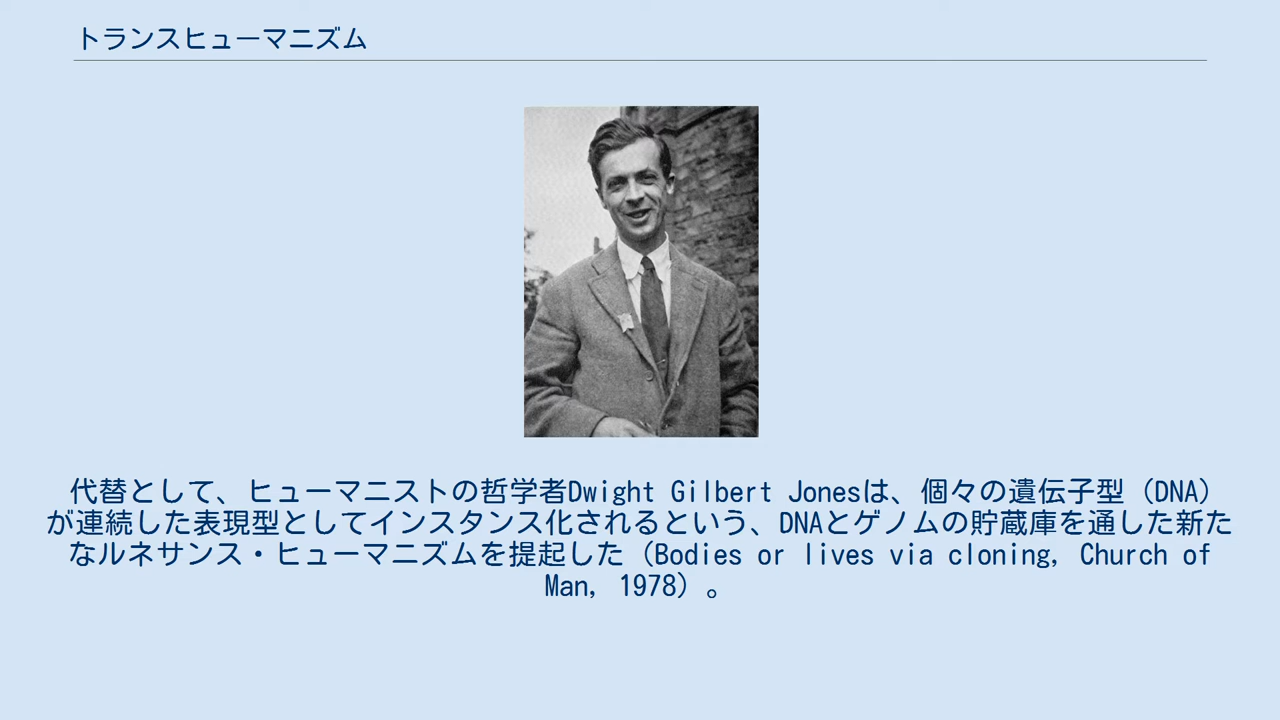 トランスヒューマニズム
代替として、ヒューマニストの哲学者Dwight Gilbert Jonesは、個々の遺伝子型（DNA）
が連続した表現型としてインスタンス化されるという、DNAとゲノムの貯蔵庫を通した新た
なルネサンス・ヒューマニズムを提起した（Bodies or lives via cloning, Church of
Man, 1978）。